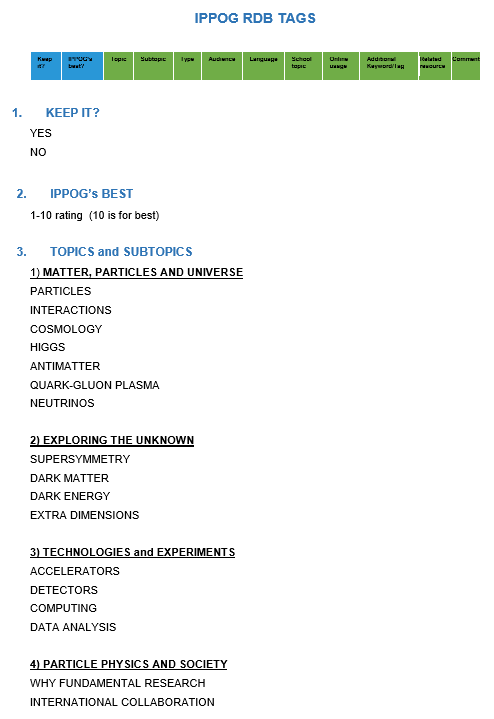 IPPOG RDB TAGS
Keep it? IPPOG's best? Topic Subtopic Type Audience Language School topic Online usage Additional Keyword/Tag Related resource Comment
1. KEEP IT?
YES
NO
2. IPPOG's BEST
1-10 rating (10 is for best)
3. TOPICS and SUBTOPICS
1) MATTER, PARTICLES AND UNIVERSE
PARTICLES
INTERACTIONS
COSMOLOGY
HIGGS
ANTIMATTER
QUARK-GLUON PLASMA
NEUTRINOS
2) EXPLORING THE UNKNOWN
SUPERSYMMETRY
DARK MATTER
DARK ENERGY
EXTRA DIMENSIONS
3) TECHNOLOGIES and EXPERIMENTS
ACCELERATORS
DETECTORS
COMPUTING
DATA ANALYSIS
4) PARTICLE PHYSICS AND SOCIETY
WHY FUNDAMENTAL RESEARCH
INTERNATIONAL COLLABORATION